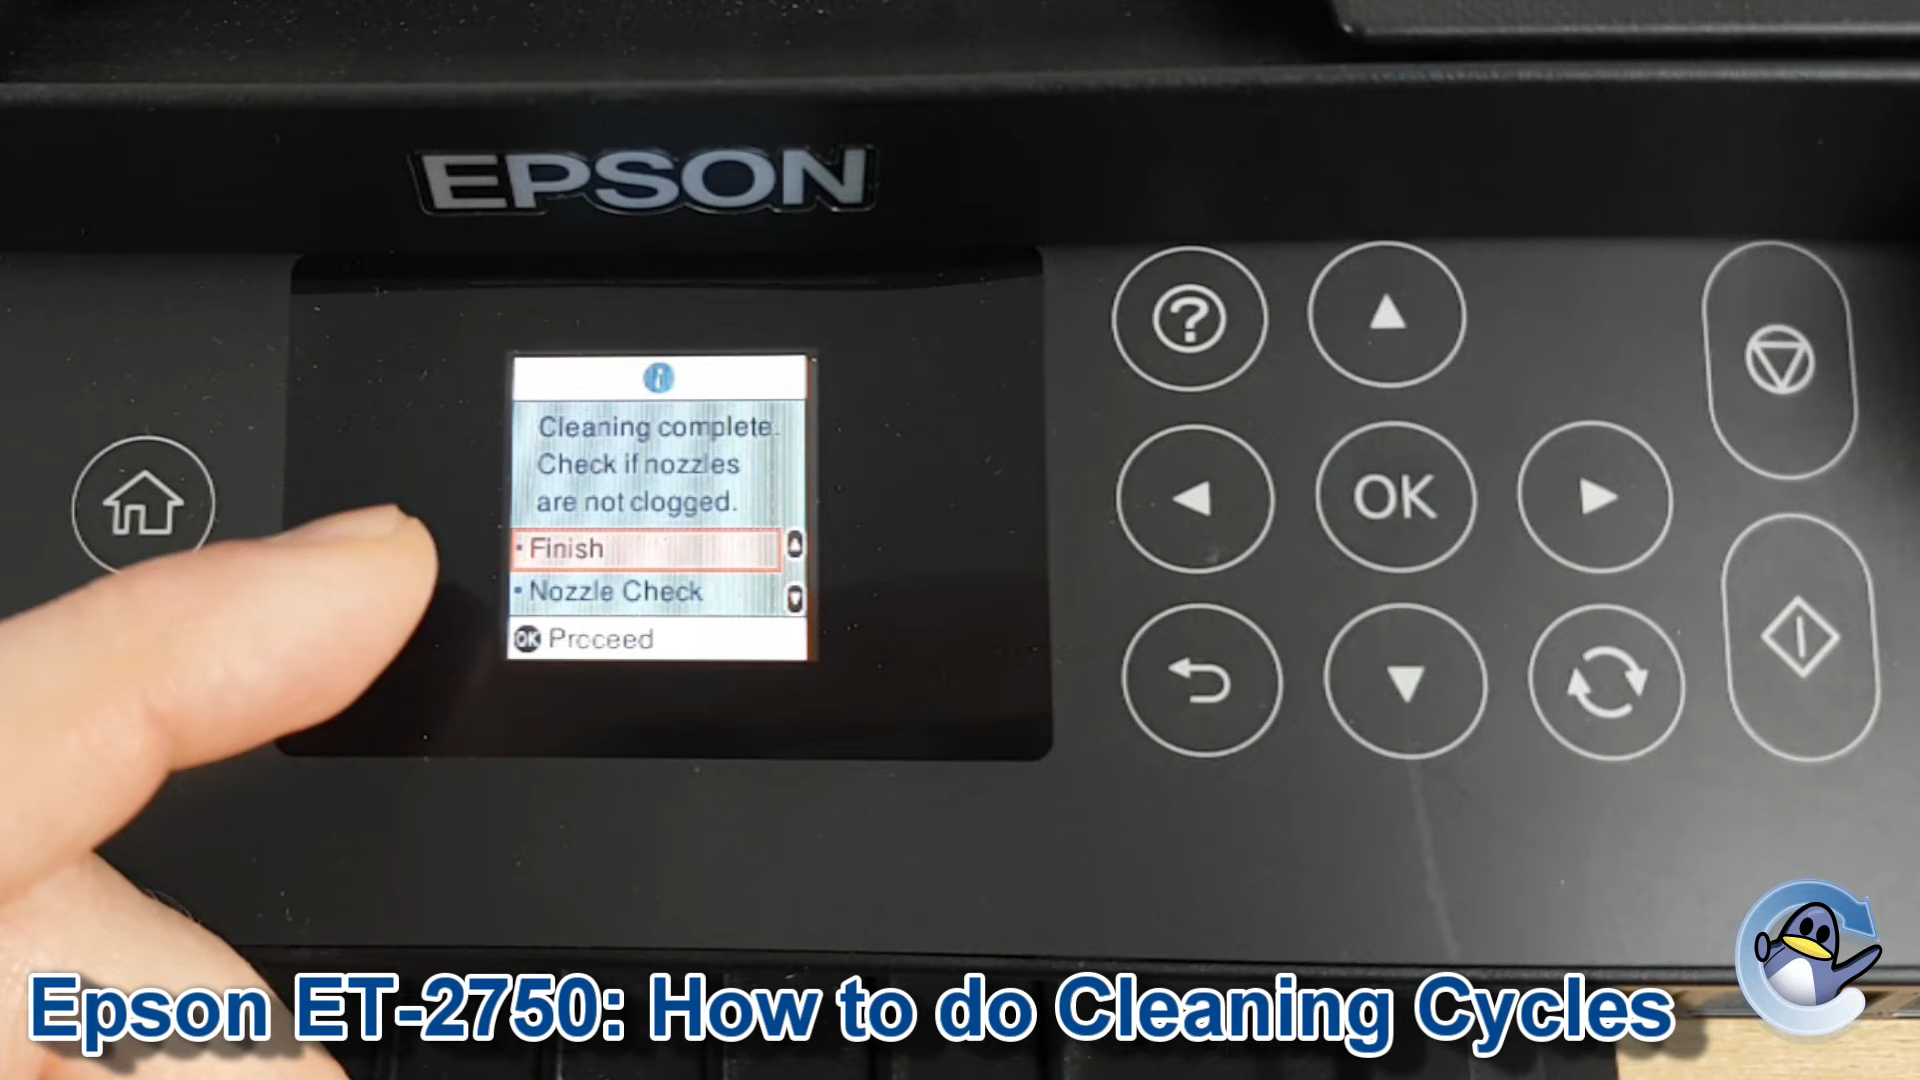 EPSON
Cleaning complete.
Check if nozzles
are not clogged.
Finish
Nozzle Check
OK Proceed
OK
Epson ET-2750: How to do Cleaning Cycles